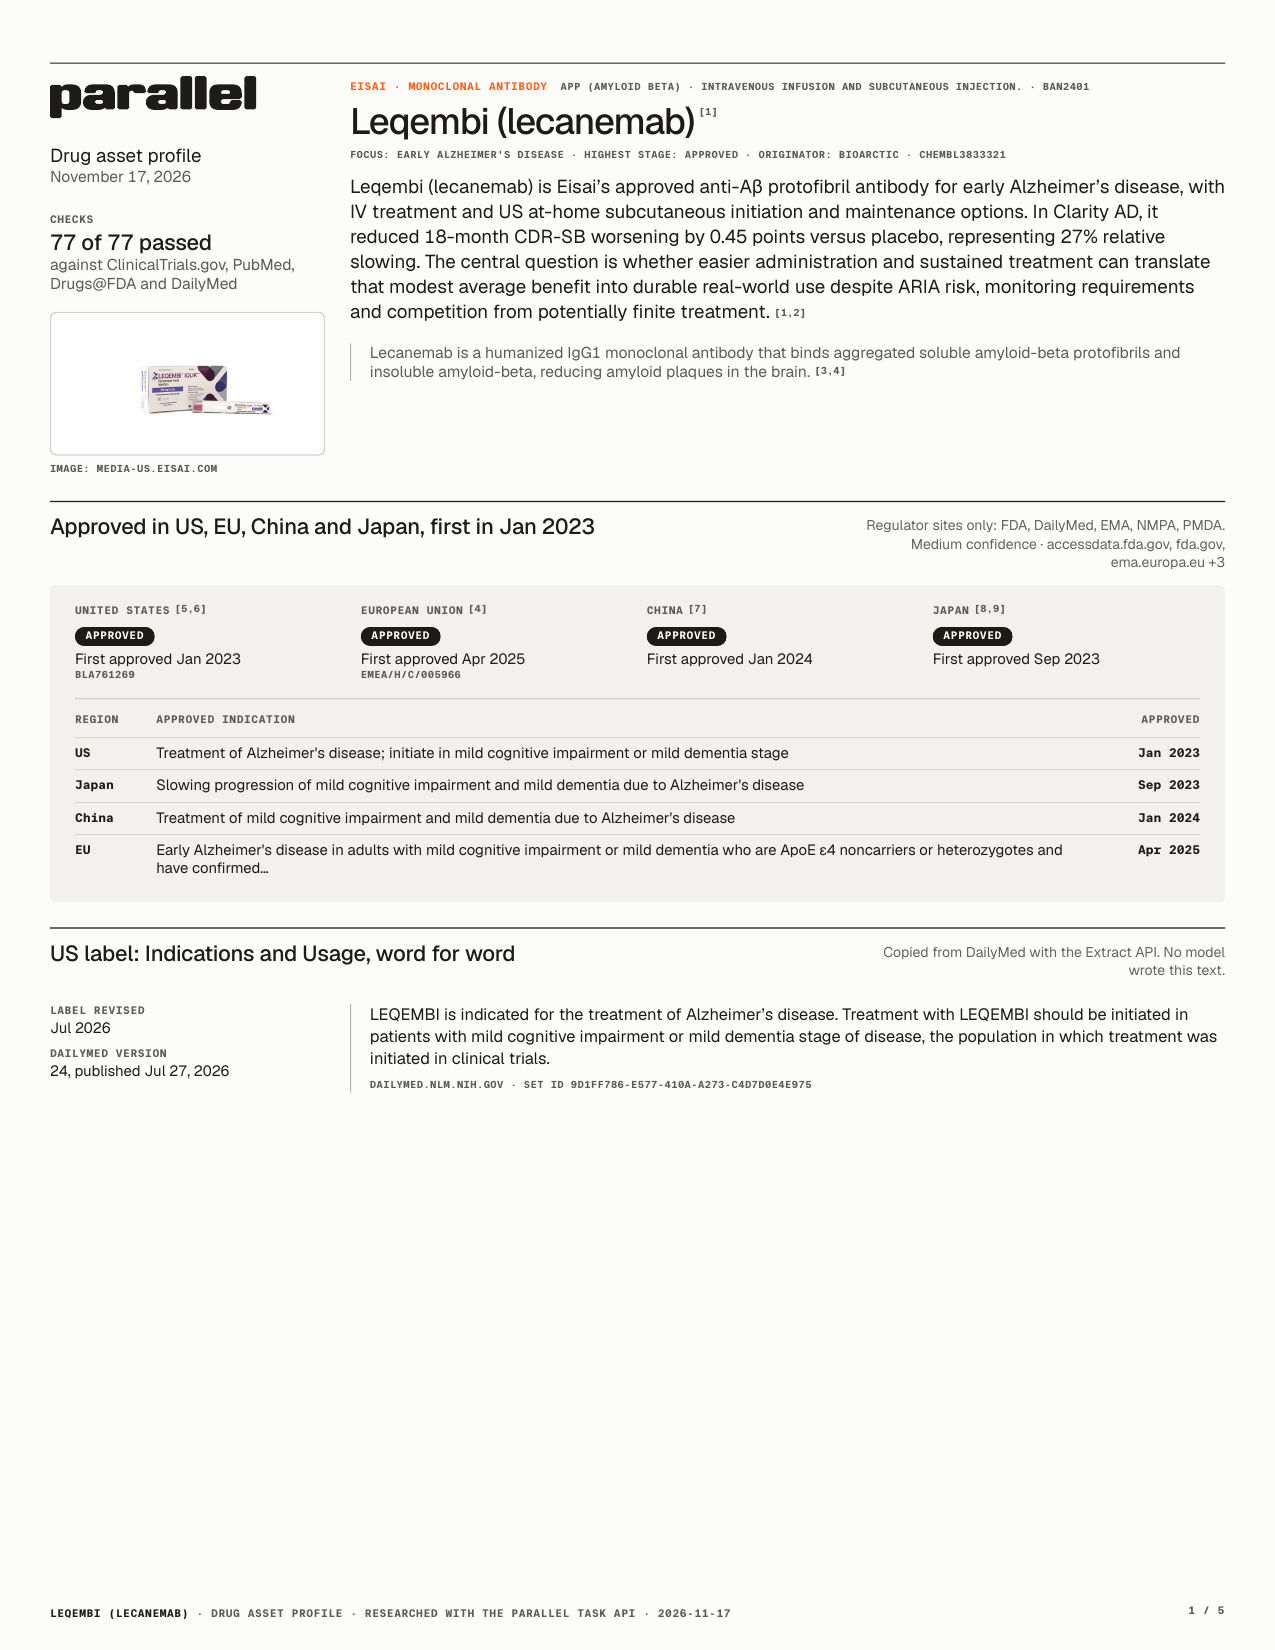 parallel
Drug asset profile
November 17, 2026
CHECKS
77 of 77 passed
against ClinicalTrials.gov, PubMed,
Drugs@FDA and DailyMed
LEQEMBI IQLIK
IMAGE: MEDIA-US.EISAI.COM
EISAI · MONOCLONAL ANTIBODY APP (AMYLOID BETA) · INTRAVENOUS INFUSION AND SUBCUTANEOUS INJECTION. · BAN2401
Leqembi (lecanemab) [1]
FOCUS: EARLY ALZHEIMER'S DISEASE · HIGHEST STAGE: APPROVED · ORIGINATOR: BIOARCTIC · CHEMBL3833321
Leqembi (lecanemab) is Eisai’s approved anti-Aβ protofibril antibody for early Alzheimer’s disease, with
IV treatment and US at-home subcutaneous initiation and maintenance options. In Clarity AD, it
reduced 18-month CDR-SB worsening by 0.45 points versus placebo, representing 27% relative
slowing. The central question is whether easier administration and sustained treatment can translate
that modest average benefit into durable real-world use despite ARIA risk, monitoring requirements
and competition from potentially finite treatment. [1,2]
Lecanemab is a humanized IgG1 monoclonal antibody that binds aggregated soluble amyloid-beta protofibrils and
insoluble amyloid-beta, reducing amyloid plaques in the brain. [3,4]
Approved in US, EU, China and Japan, first in Jan 2023
Regulator sites only: FDA, DailyMed, EMA, NMPA, PMDA.
Medium confidence · accessdata.fda.gov, fda.gov,
ema.europa.eu +3
UNITED STATES [5,6]
APPROVED
First approved Jan 2023
BLA761269
EUROPEAN UNION [4]
APPROVED
First approved Apr 2025
EMEA/H/C/005966
CHINA [7]
APPROVED
First approved Jan 2024
JAPAN [8,9]
APPROVED
First approved Sep 2023
REGION APPROVED INDICATION APPROVED
US Treatment of Alzheimer's disease; initiate in mild cognitive impairment or mild dementia stage Jan 2023
Japan Slowing progression of mild cognitive impairment and mild dementia due to Alzheimer's disease Sep 2023
China Treatment of mild cognitive impairment and mild dementia due to Alzheimer's disease Jan 2024
EU Early Alzheimer's disease in adults with mild cognitive impairment or mild dementia who are ApoE ε4 noncarriers or heterozygotes and Apr 2025
have confirmed…
US label: Indications and Usage, word for word
Copied from DailyMed with the Extract API. No model
wrote this text.
LABEL REVISED
Jul 2026
DAILYMED VERSION
24, published Jul 27, 2026
LEQEMBI is indicated for the treatment of Alzheimer’s disease. Treatment with LEQEMBI should be initiated in
patients with mild cognitive impairment or mild dementia stage of disease, the population in which treatment was
initiated in clinical trials.
DAILYMED.NLM.NIH.GOV · SET ID 9D1FF786-E577-410A-A273-C4D7D0E4E975
LEQEMBI (LECANEMAB) · DRUG ASSET PROFILE · RESEARCHED WITH THE PARALLEL TASK API · 2026-11-17
1 / 5